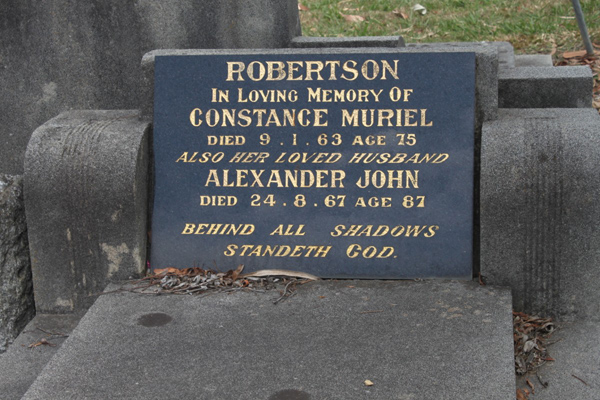 ROBERTSON
IN LOVING MEMORY OF
CONSTANCE MURIEL
DIED 9.1.63 AGE 75
ALSO HER LOVED HUSBAND
ALEXANDER JOHN
DIED 24.8.67 AGE 87
BEHIND ALL SHADOWS
STANDETH GOD.